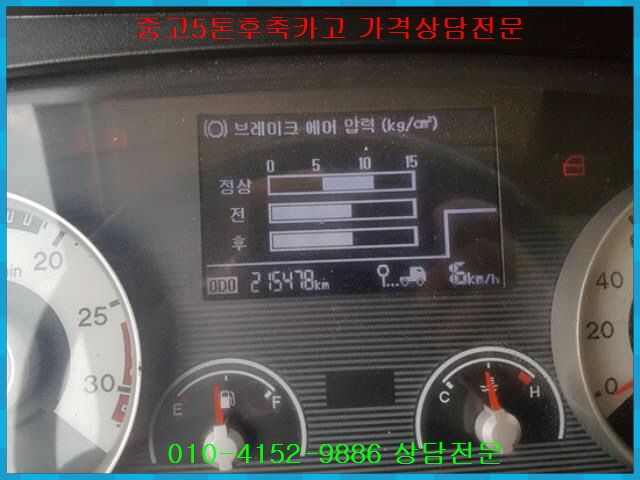 중고5톤후축카고 가격상담전문
(O) 브레이크 에어 압력 (kg/cm²)
0 5 10 15
정상
전
후
ODO 215478km
16km/h
min
20
25
30
40
0
E F
C H
010-4152-9886 상담전문